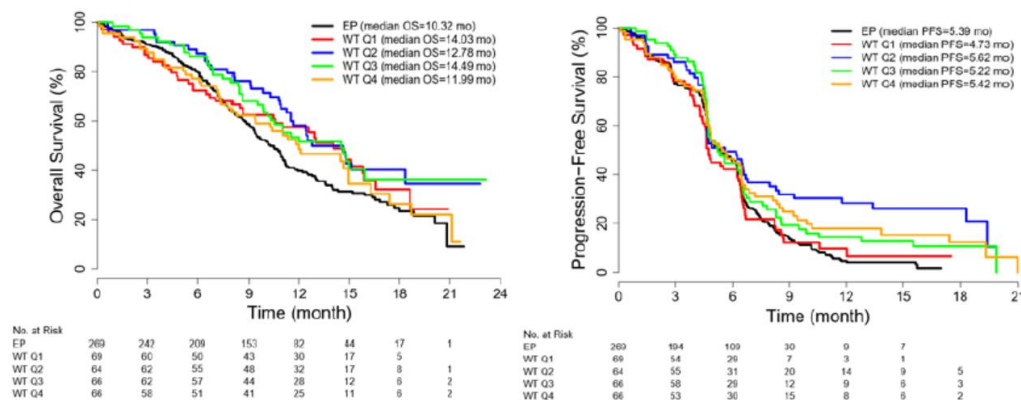 EP (median OS=10.32 mo)
WT Q1 (median OS=14.03 mo)
WT Q2 (median OS=12.78 mo)
WT Q3 (median OS=14.49 mo)
WT Q4 (median OS=11.99 mo)
Overall Survival (%)
100
80
60
40
20
0
0 3 6 9 12 15 18 21 24
Time (month)
No. at Risk
EP 269 242 209 153 82 44 17 1
WT Q1 69 60 50 43 30 17 5
WT Q2 64 62 55 48 32 17 8 1
WT Q3 66 62 57 44 28 12 6 2
WT Q4 66 58 51 41 25 11 6 2
EP (median PFS=5.39 mo)
WT Q1 (median PFS=4.73 mo)
WT Q2 (median PFS=5.62 mo)
WT Q3 (median PFS=5.22 mo)
WT Q4 (median PFS=5.42 mo)
Progression-Free Survival (%)
100
80
60
40
20
0
0 3 6 9 12 15 18 21
Time (month)
No. at Risk
EP 269 194 109 30 9 7
WT Q1 69 54 29 7 3 1
WT Q2 64 55 31 20 14 9 5
WT Q3 66 58 29 12 9 6 3
WT Q4 66 53 30 15 8 6 2